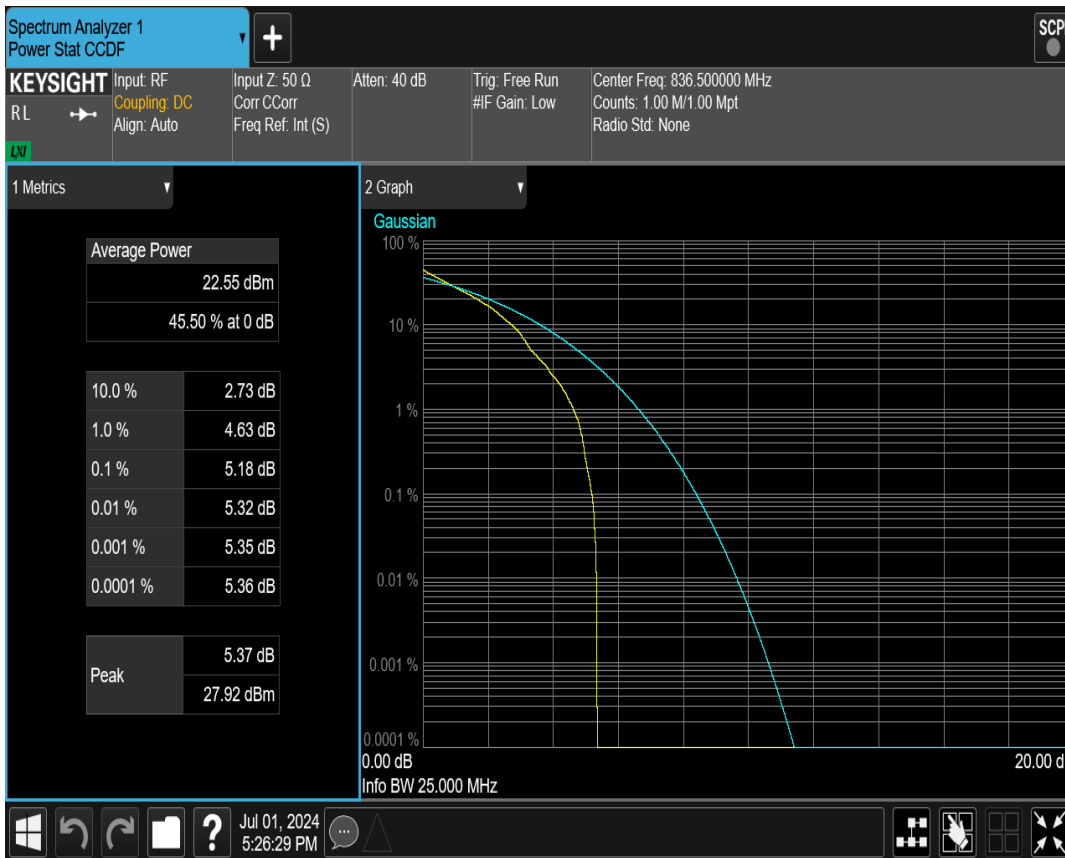 Spectrum Analyzer 1
Power Stat CCDF
▼
+
SCP
KEYSIGHT
RL
LXI
Input: RF
Coupling: DC
Align: Auto
Input Z: 50 Ω
Corr CCorr
Freq Ref: Int (S)
Atten: 40 dB
Trig: Free Run
#IF Gain: Low
Center Freq: 836.500000 MHz
Counts: 1.00 M/1.00 Mpt
Radio Std: None
1 Metrics ▼
Average Power
22.55 dBm
45.50 % at 0 dB
10.0 % 2.73 dB
1.0 % 4.63 dB
0.1 % 5.18 dB
0.01 % 5.32 dB
0.001 % 5.35 dB
0.0001 % 5.36 dB
Peak
5.37 dB
27.92 dBm
2 Graph ▼
Gaussian
100 %
10 %
1 %
0.1 %
0.01 %
0.001 %
0.0001 %
0.00 dB 20.00 d
Info BW 25.000 MHz
?
Jul 01, 2024
5:26:29 PM